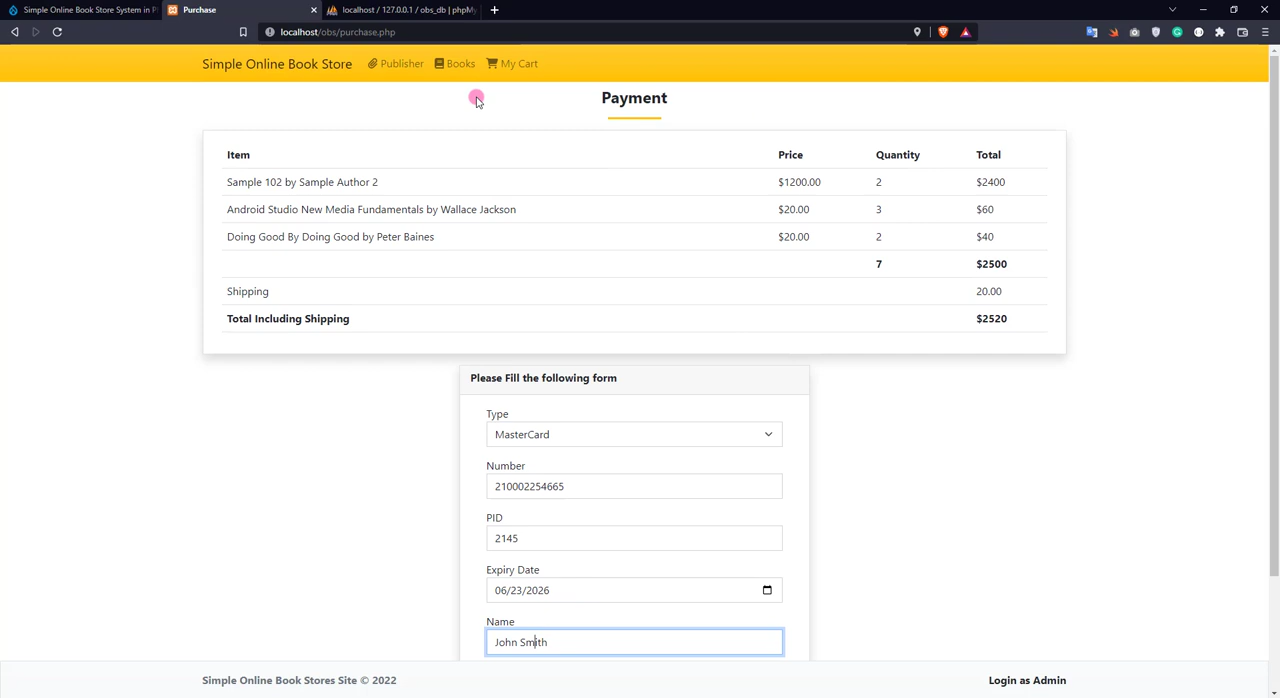 Simple Online Book Store System in P
Purchase
localhost / 127.0.0.1 / obs_db | phpMy
localhost/obs/purchase.php
Simple Online Book Store Publisher Books My Cart
Payment
Item Price Quantity Total
Sample 102 by Sample Author 2 $1200.00 2 $2400
Android Studio New Media Fundamentals by Wallace Jackson $20.00 3 $60
Doing Good By Doing Good by Peter Baines $20.00 2 $40
7 $2500
Shipping 20.00
Total Including Shipping $2520
Please Fill the following form
Type
MasterCard
Number
210002254665
PID
2145
Expiry Date
06/23/2026
Name
John Smith
Simple Online Book Stores Site © 2022 Login as Admin